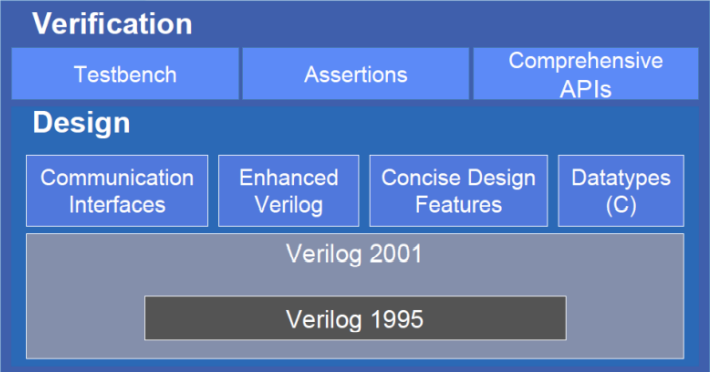 Verification
Testbench
Assertions
Comprehensive
APIs
Design
Communication
Interfaces
Enhanced
Verilog
Concise Design
Features
Datatypes
(C)
Verilog 2001
Verilog 1995